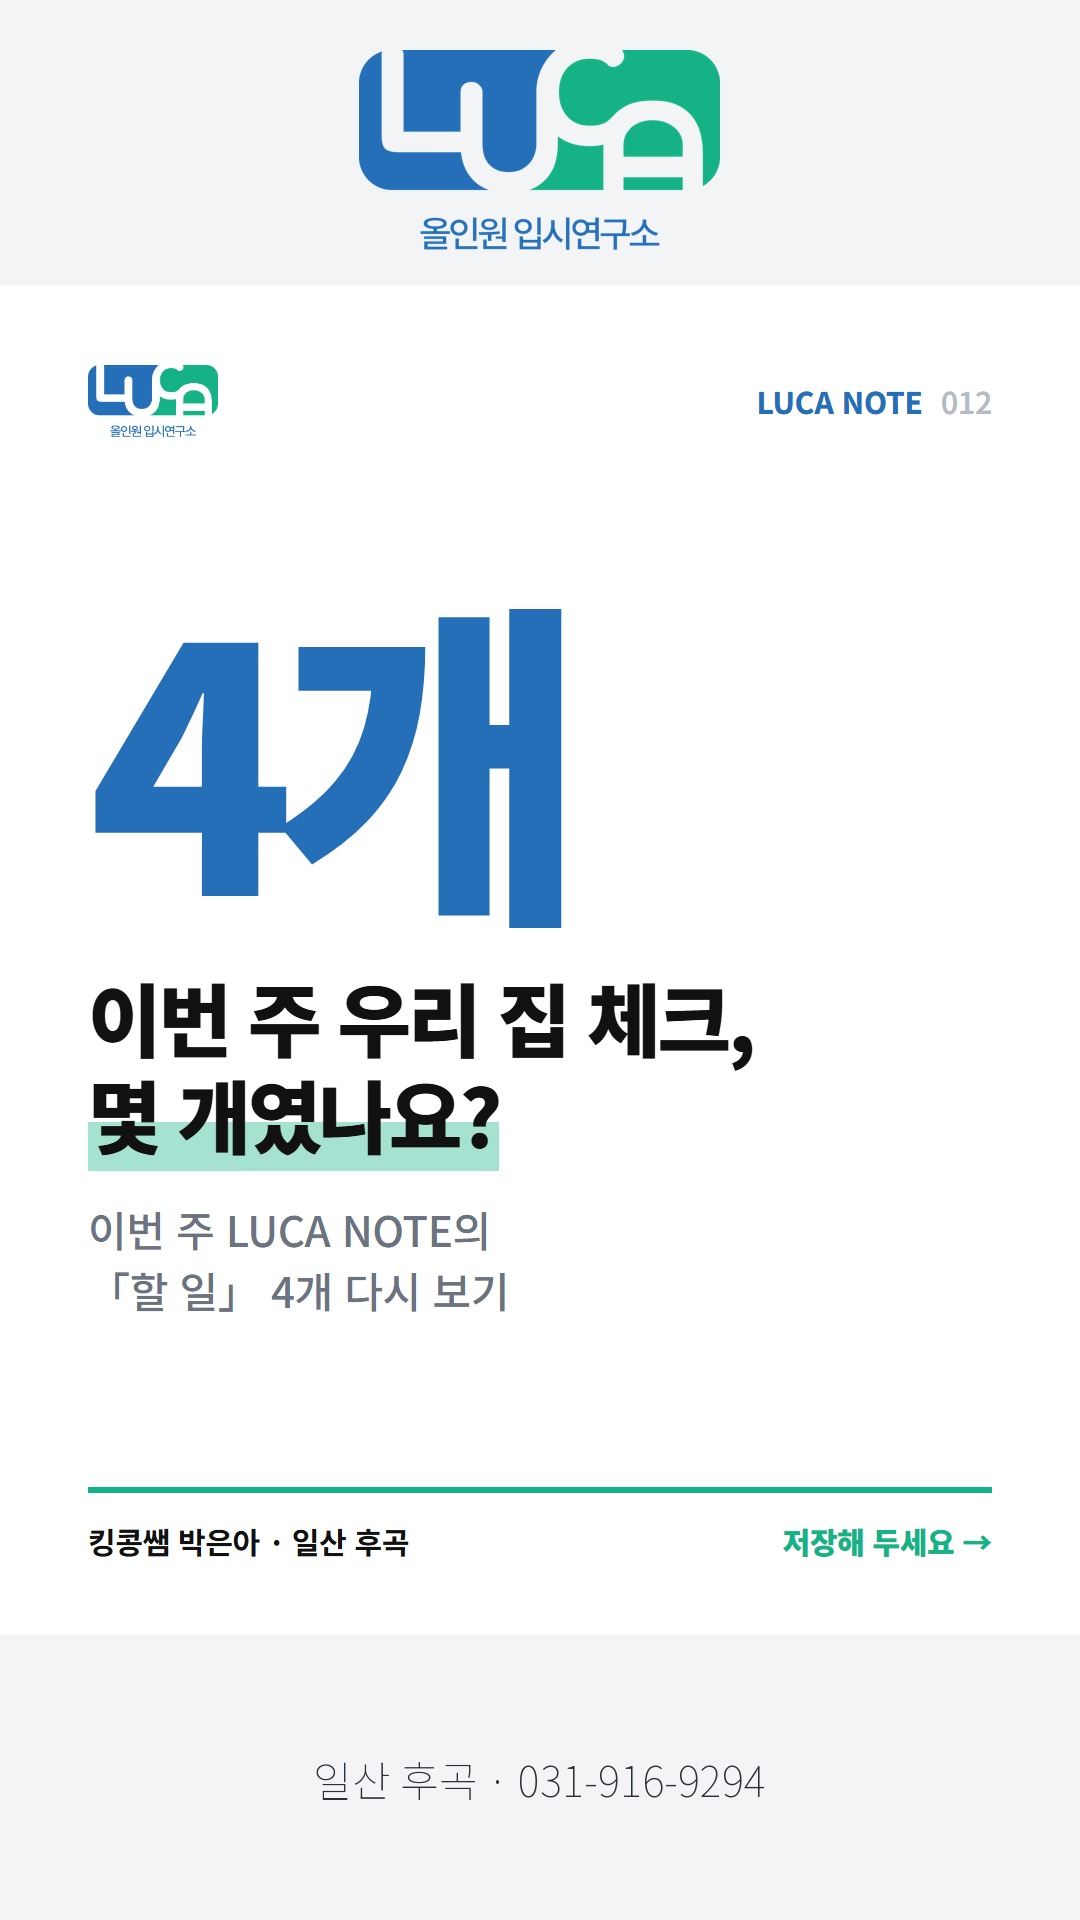 LUCA
올인원 입시연구소
LUCA
올인원 입시연구소
LUCA NOTE 012
4개
이번 주 우리 집 체크,
몇 개였나요?
이번 주 LUCA NOTE의
「할 일」 4개 다시 보기
킹콩쌤 박은아 · 일산 후곡
저장해 두세요 →
일산 후곡 · 031-916-9294